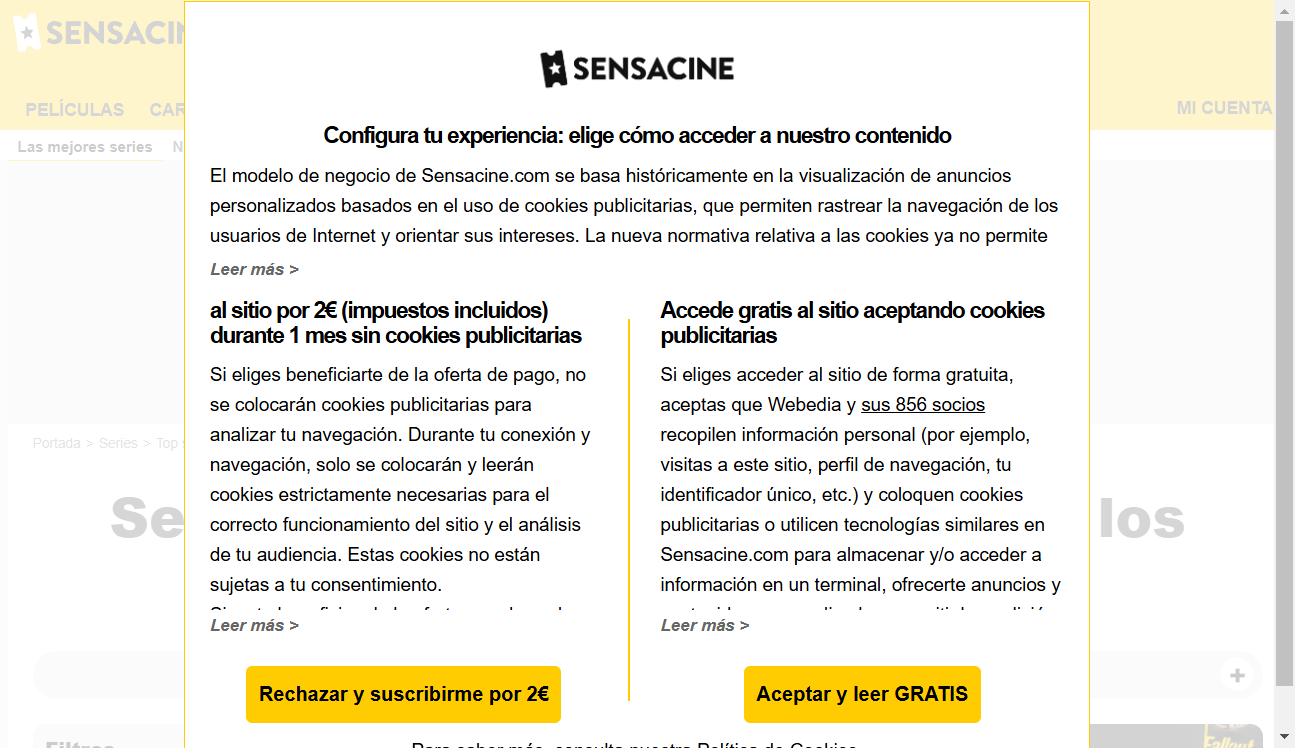 SENSACINE
PELÍCULAS
MI CUENTA
Las mejores series
Portada > Series > Top
los
SENSACINE
Configura tu experiencia: elige cómo acceder a nuestro contenido
El modelo de negocio de Sensacine.com se basa históricamente en la visualización de anuncios
personalizados basados en el uso de cookies publicitarias, que permiten rastrear la navegación de los
usuarios de Internet y orientar sus intereses. La nueva normativa relativa a las cookies ya no permite
Leer más >
al sitio por 2€ (impuestos incluidos)
durante 1 mes sin cookies publicitarias
Si eliges beneficiarte de la oferta de pago, no
se colocarán cookies publicitarias para
analizar tu navegación. Durante tu conexión y
navegación, solo se colocarán y leerán
cookies estrictamente necesarias para el
correcto funcionamiento del sitio y el análisis
de tu audiencia. Estas cookies no están
sujetas a tu consentimiento.
Leer más >
Rechazar y suscribirme por 2€
Accede gratis al sitio aceptando cookies
publicitarias
Si eliges acceder al sitio de forma gratuita,
aceptas que Webedia y sus 856 socios
recopilen información personal (por ejemplo,
visitas a este sitio, perfil de navegación, tu
identificador único, etc.) y coloquen cookies
publicitarias o utilicen tecnologías similares en
Sensacine.com para almacenar y/o acceder a
información en un terminal, ofrecerte anuncios y
Leer más >
Aceptar y leer GRATIS
Para saber más, consulta nuestra Política de Cookies
Filtros
Fallout